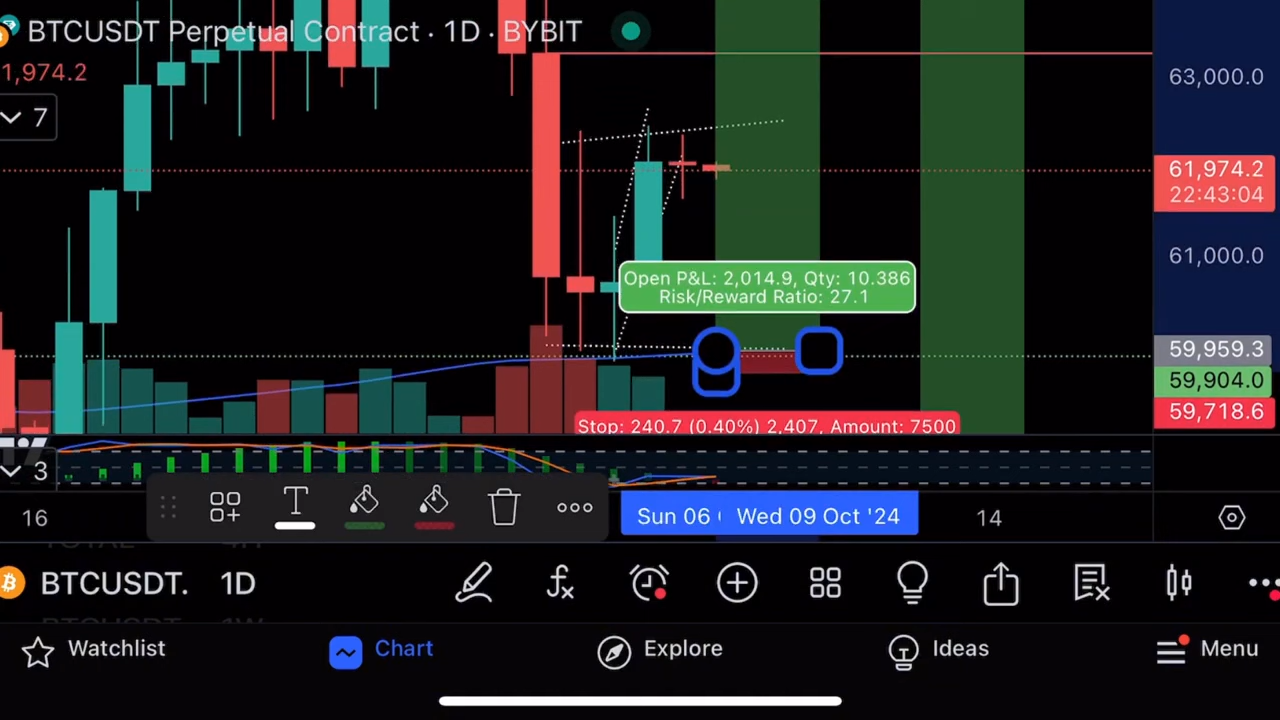 BTCUSDT Perpetual Contract · 1D · BYBIT
1,974.2
7
63,000.0
61,974.2
22:43:04
61,000.0
Open P&L: 2,014.9, Qty: 10.386
Risk/Reward Ratio: 27.1
59,959.3
59,904.0
59,718.6
Stop: 240.7 (0.40%) 2,407, Amount: 7500
3
16
T
Sun 06
Wed 09 Oct '24
14
BTCUSDT.
1D
Watchlist
Chart
Explore
Ideas
Menu